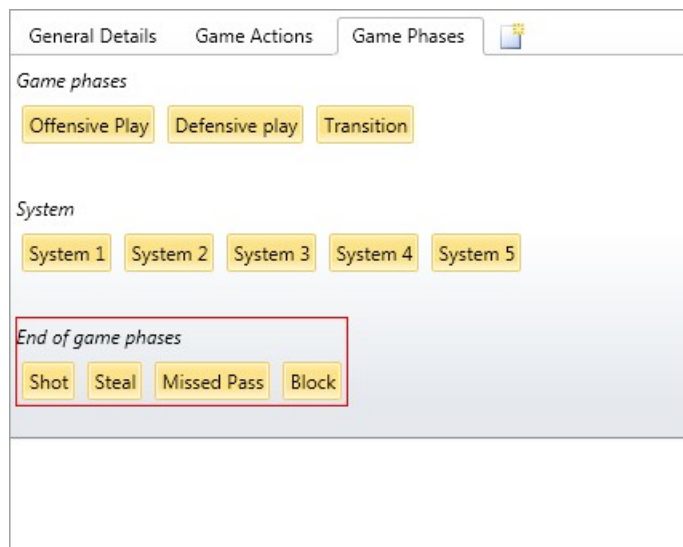 General Details Game Actions Game Phases
Game phases
Offensive Play Defensive play Transition
System
System 1 System 2 System 3 System 4 System 5
End of game phases
Shot Steal Missed Pass Block